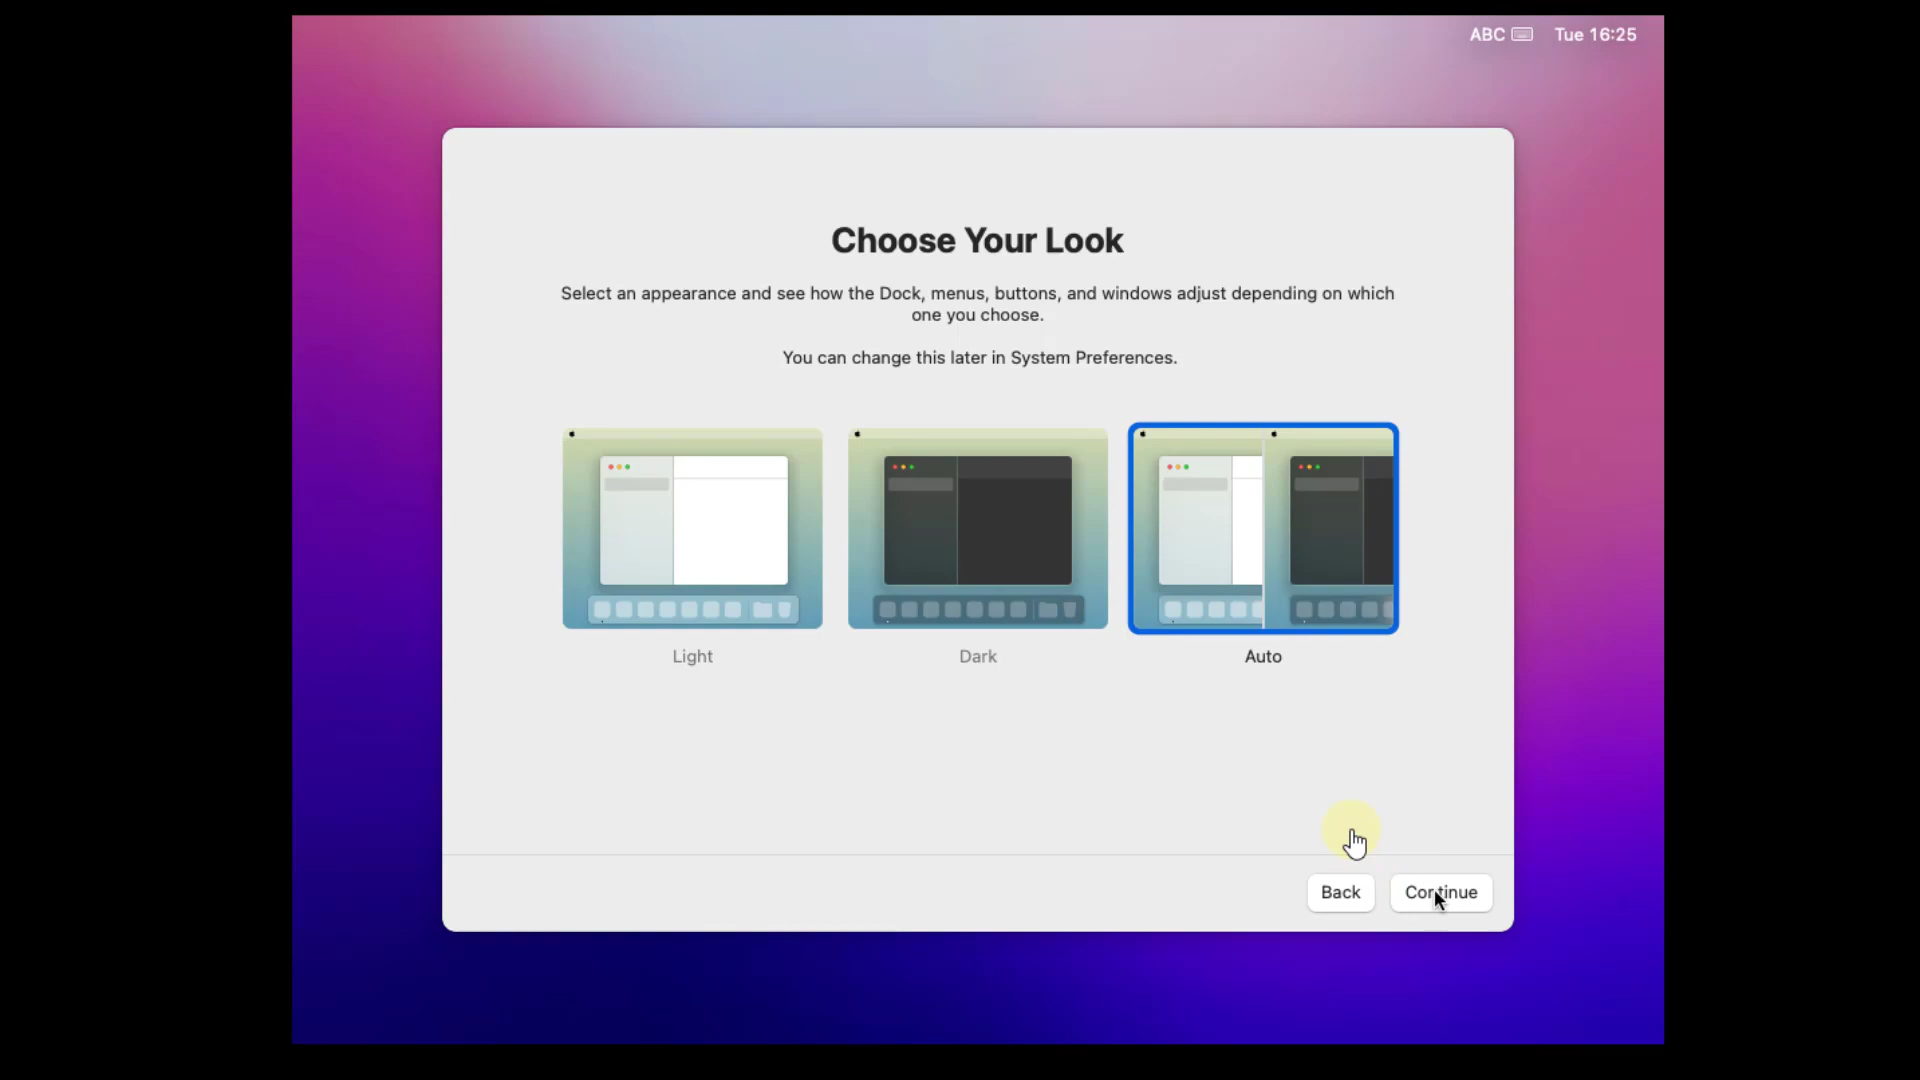 ABC Tue 16:25
Choose Your Look
Select an appearance and see how the Dock, menus, buttons, and windows adjust depending on which
one you choose.
You can change this later in System Preferences.
Light Dark Auto
Back Continue